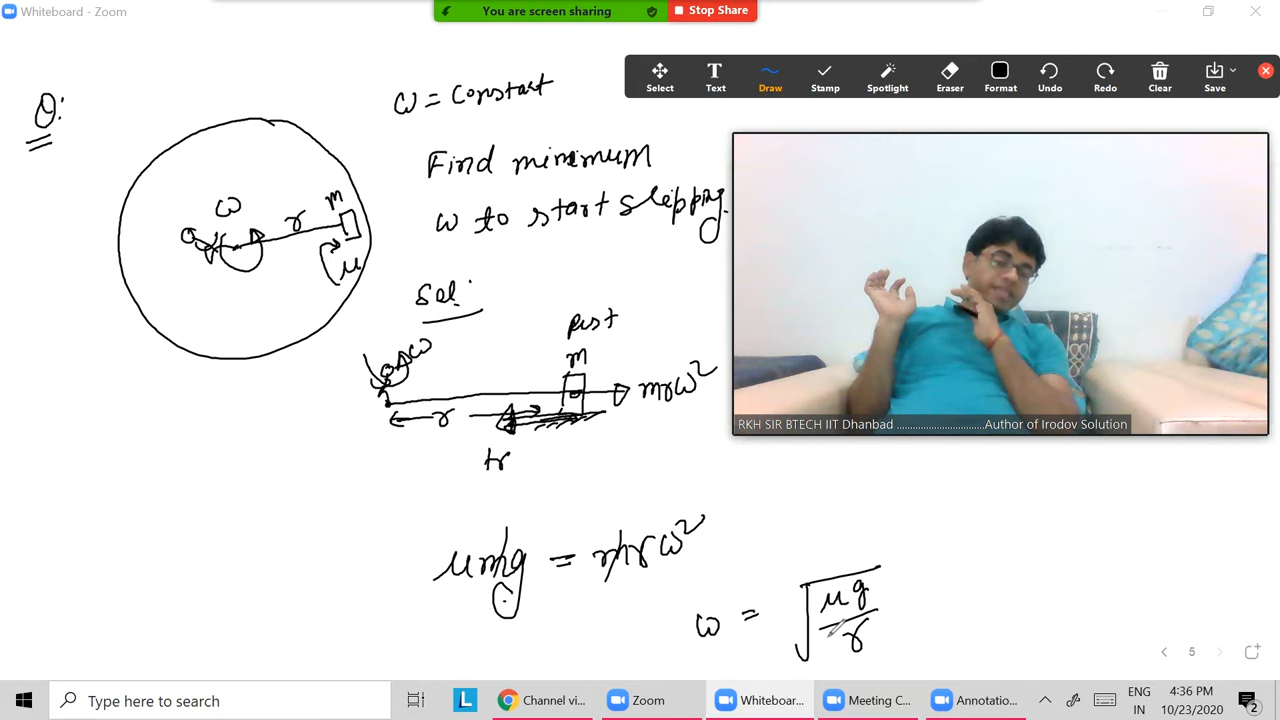 Whiteboard - Zoom
You are screen sharing
Stop Share
Select
Text
Draw
Stamp
Spotlight
Eraser
Format
Undo
Redo
Clear
Save
Q:
ω = constant
Find minimum
ω to start slipping.
ω
r
m
μ
Sol.
ω
m
mrω²
r
fr
μmg = mrω²
ω = √(μg/r)
RKH SIR BTECH IIT Dhanbad ..............................Author of Irodov Solution
5
Type here to search
L
Channel vi...
Zoom
Whiteboar...
Meeting C...
Annotatio...
ENG
IN
4:36 PM
10/23/2020
2